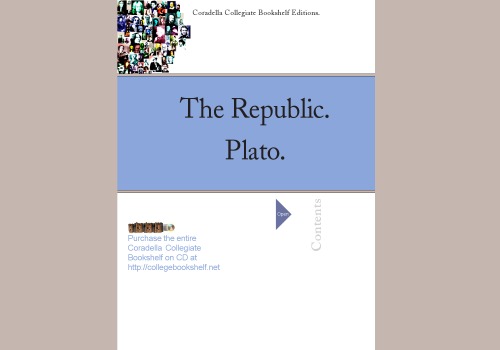 Coradella Collegiate Bookshelf Editions.
The Republic.
Plato.
Open
Contents
Purchase the entire
Coradella Collegiate
Bookshelf on CD at
http://collegebookshelf.net